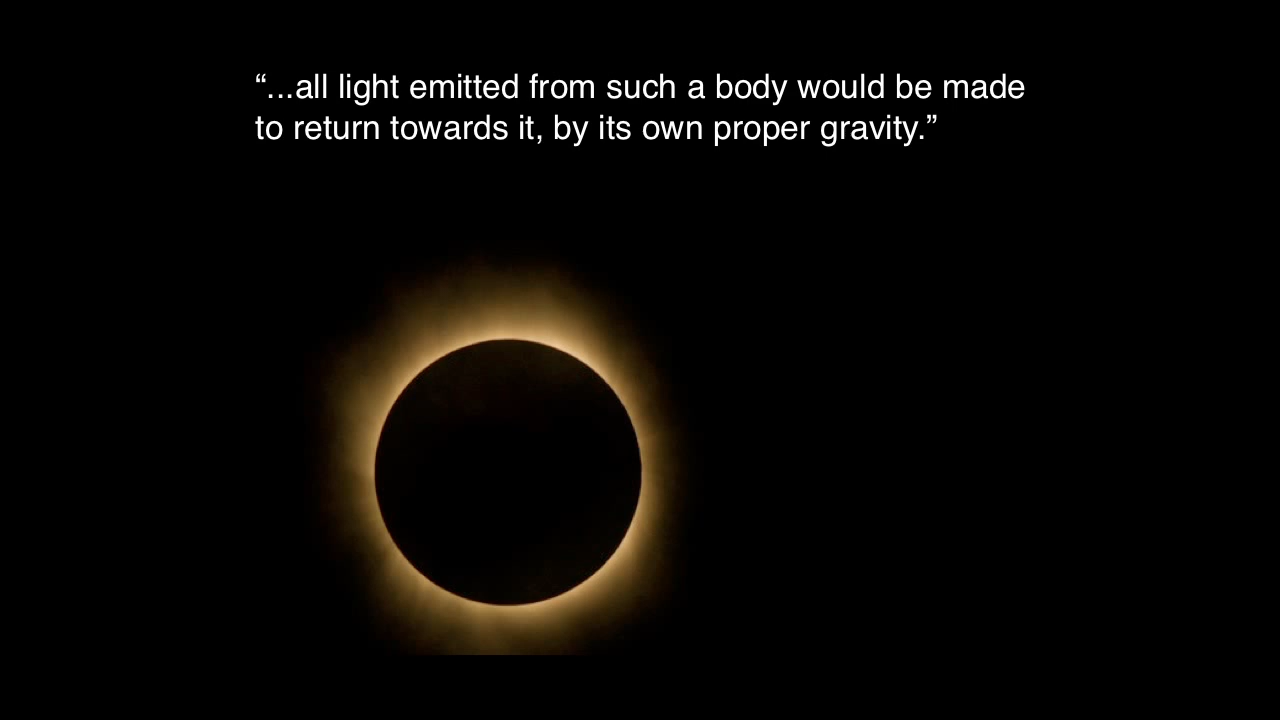 “...all light emitted from such a body would be made
to return towards it, by its own proper gravity.”